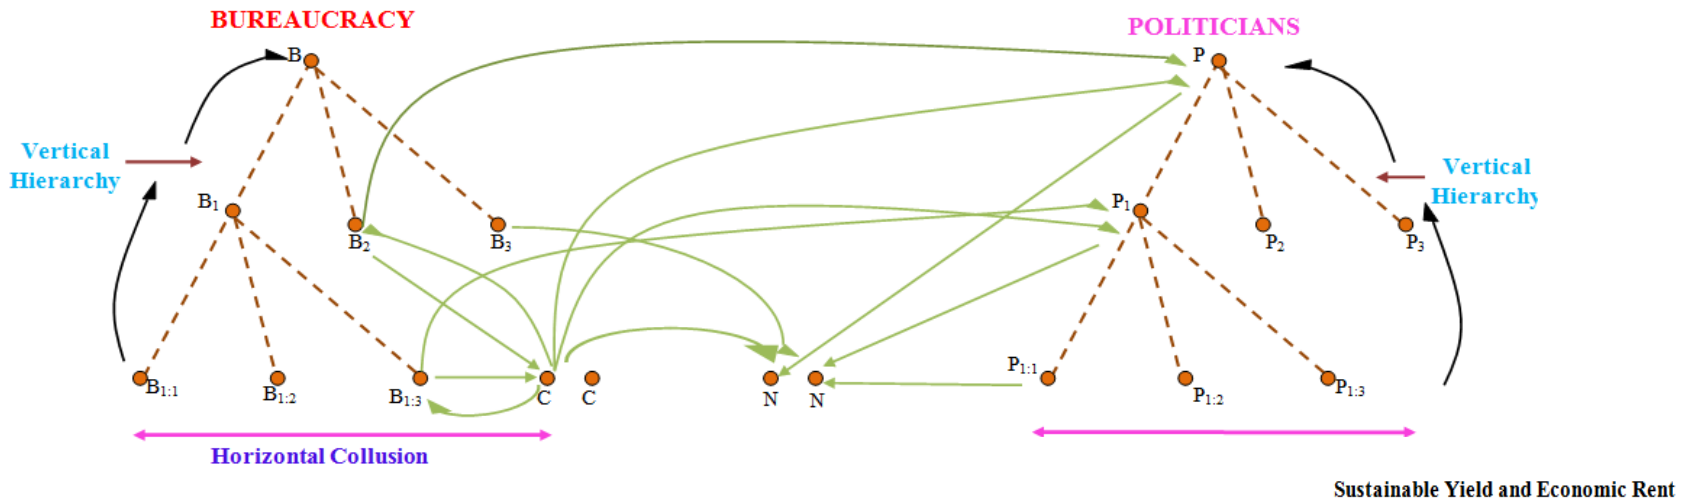 BUREAUCRACY
POLITICIANS
B
P
Vertical
Hierarchy
Vertical
Hierarchy
B1
B2
B3
P1
P2
P3
B1:1
B1:2
B1:3
C
C
N
N
P1:1
P1:2
P1:3
Horizontal Collusion
Sustainable Yield and Economic Rent